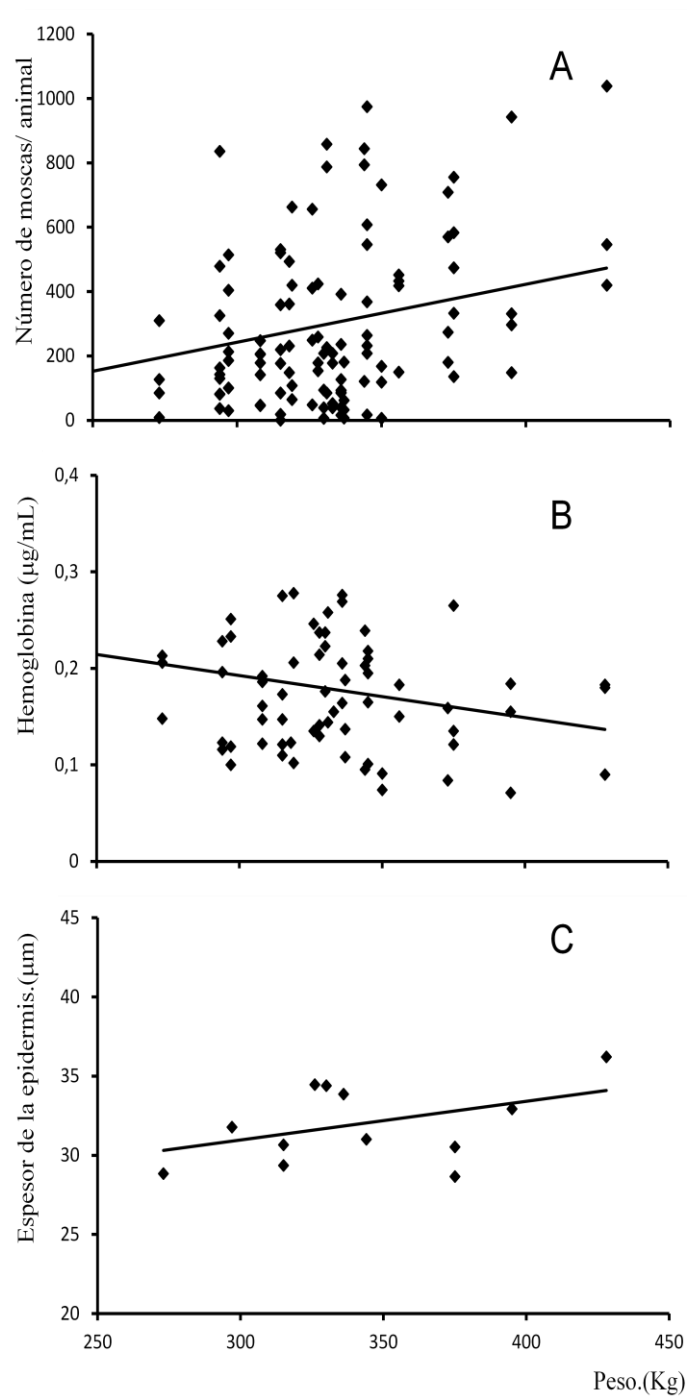 A
Número de moscas/ animal
1200
1000
800
600
400
200
0
B
Hemoglobina (µg/mL)
0,4
0,3
0,2
0,1
0
C
Espesor de la epidermis.(µm)
45
40
35
30
25
20
250 300 350 400 450
Peso.(Kg)